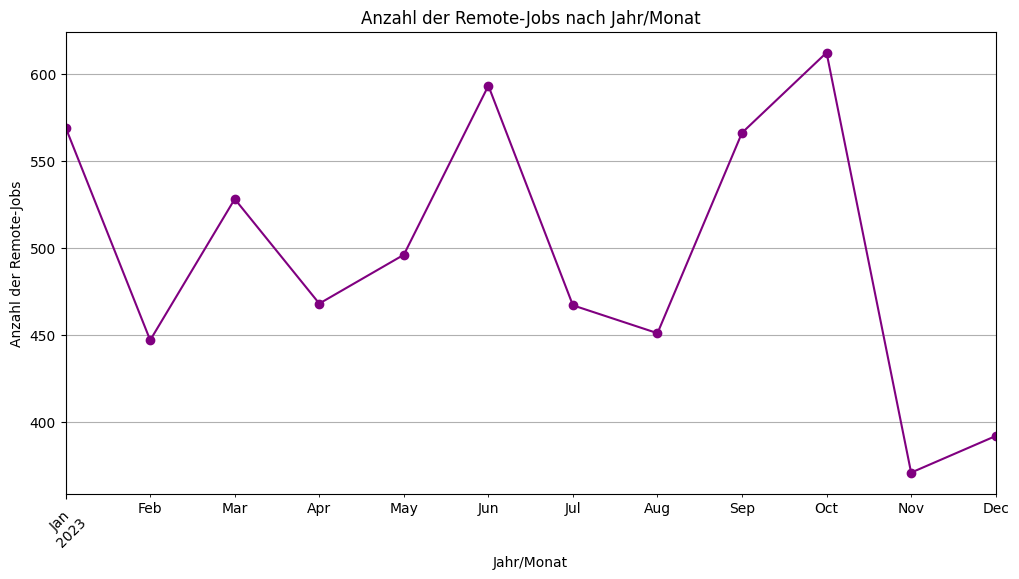 Anzahl der Remote-Jobs nach Jahr/Monat
Anzahl der Remote-Jobs
600
550
500
450
400
Jan
2023
Feb
Mar
Apr
May
Jun
Jul
Aug
Sep
Oct
Nov
Dec
Jahr/Monat